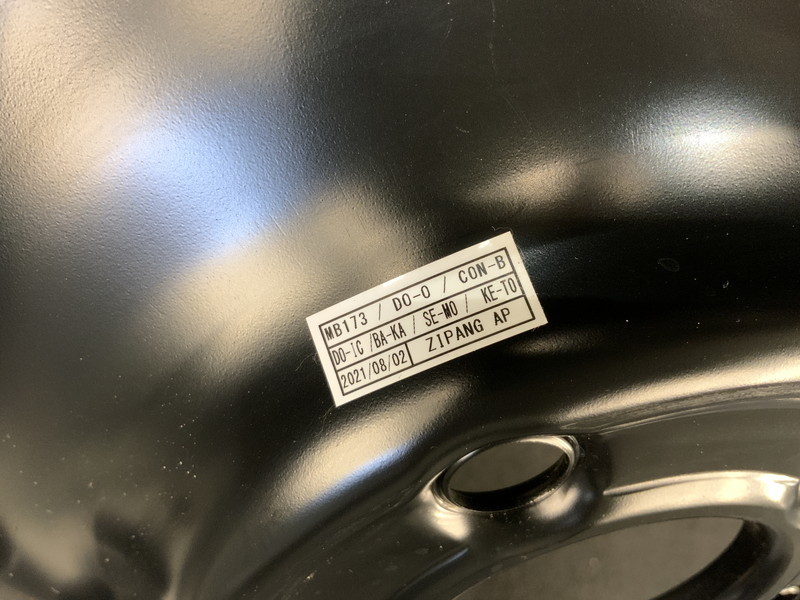 MB173 / DO-O / CON-B
DO-IC /BA-KA / SE-MO / KE-TO
2021/08/02 ZIPANG AP